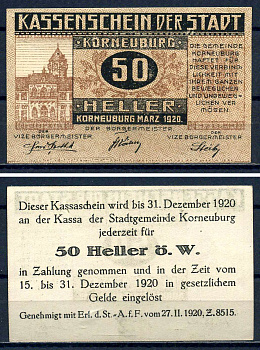 KASSENSCHEIN DER STADT
KORNEUBURG
50
HELLER
KORNEUBURG MÄRZ 1920.
DIE GEMEINDE
KORNEUBURG
HAFTET FÜR
DIESE VERBIND-
LICHKEIT MIT
IHREM GANZEN
BEWEGLICHEN
UND UNBEWEG-
LICHEN VER-
MÖGEN.
DER
VIZEBÜRGERMEISTER
DER BÜRGERMEISTER
DER
VIZEBÜRGERMEISTER
Dieser Kassaschein wird bis 31. Dezember 1920
an der Kassa der Stadtgemeinde Korneuburg
jederzeit für
50 Heller ö. W.
in Zahlung genommen und in der Zeit vom
15. bis 31. Dezember 1920 in gesetzlichem
Gelde eingelöst
Genehmigt mit Erl. d. St.-A. f. F. vom 27.11.1920, Z. 8515.